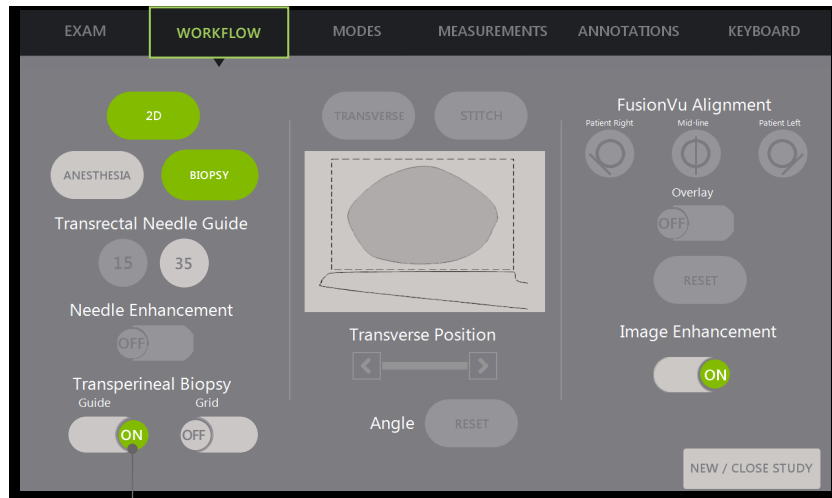 EXAM WORKFLOW MODES MEASUREMENTS ANNOTATIONS KEYBOARD
2D
ANESTHESIA BIOPSY
Transrectal Needle Guide
15 35
Needle Enhancement
OFF
Transperineal Biopsy
Guide Grid
ON OFF
TRANSVERSE STITCH
Transverse Position
< >
Angle RESET
FusionVu Alignment
Patient Right Mid-line Patient Left
Overlay
OFF
RESET
Image Enhancement
ON
NEW / CLOSE STUDY